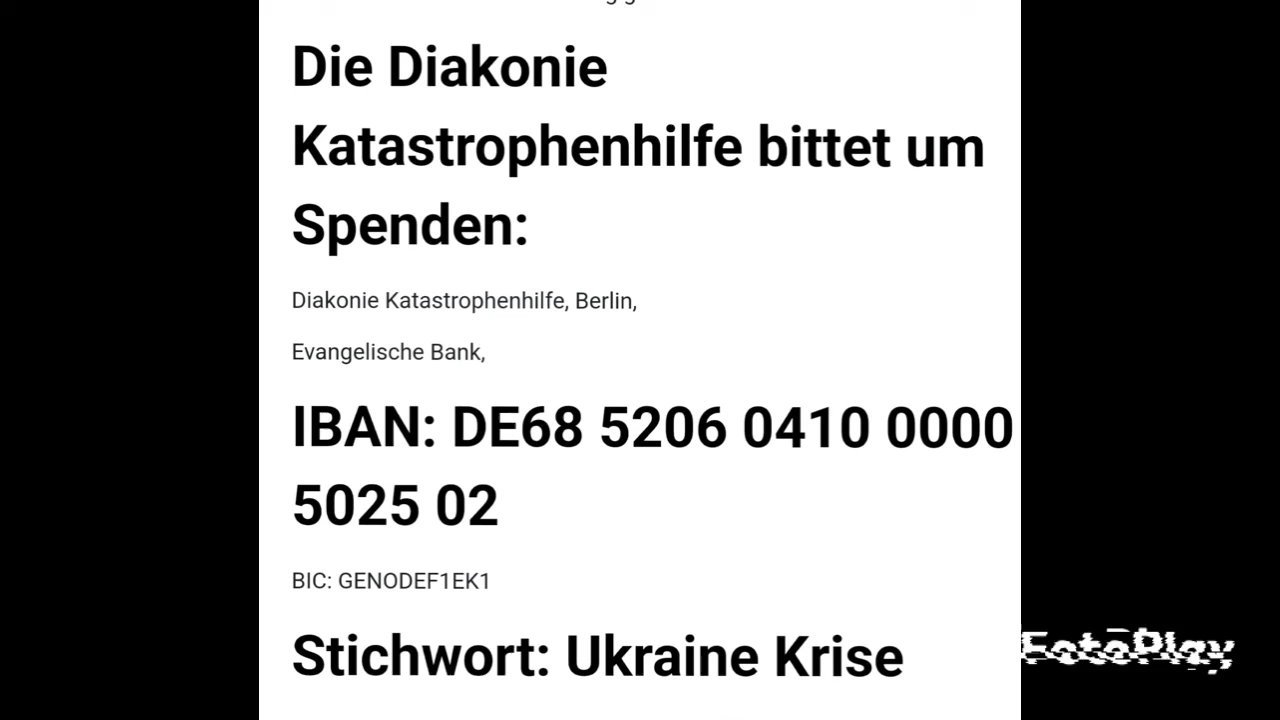 Die Diakonie
Katastrophenhilfe bittet um
Spenden:
Diakonie Katastrophenhilfe, Berlin,
Evangelische Bank,
IBAN: DE68 5206 0410 0000
5025 02
BIC: GENODEF1EK1
Stichwort: Ukraine Krise
FotoPlay